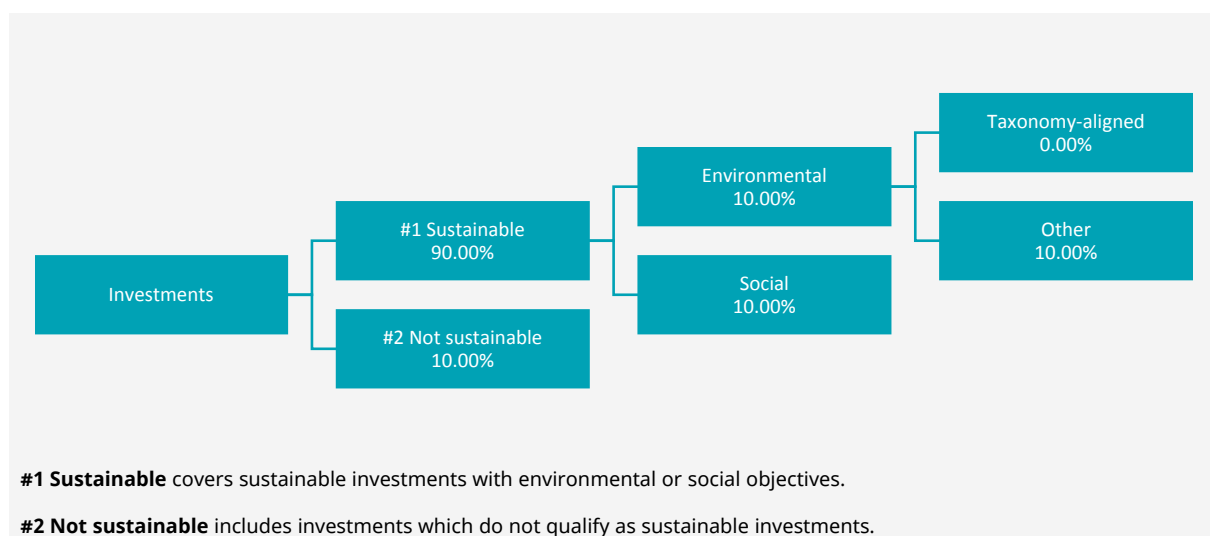 Investments
#1 Sustainable
90.00%
#2 Not sustainable
10.00%
Environmental
10.00%
Social
10.00%
Taxonomy-aligned
0.00%
Other
10.00%
#1 Sustainable covers sustainable investments with environmental or social objectives.
#2 Not sustainable includes investments which do not qualify as sustainable investments.